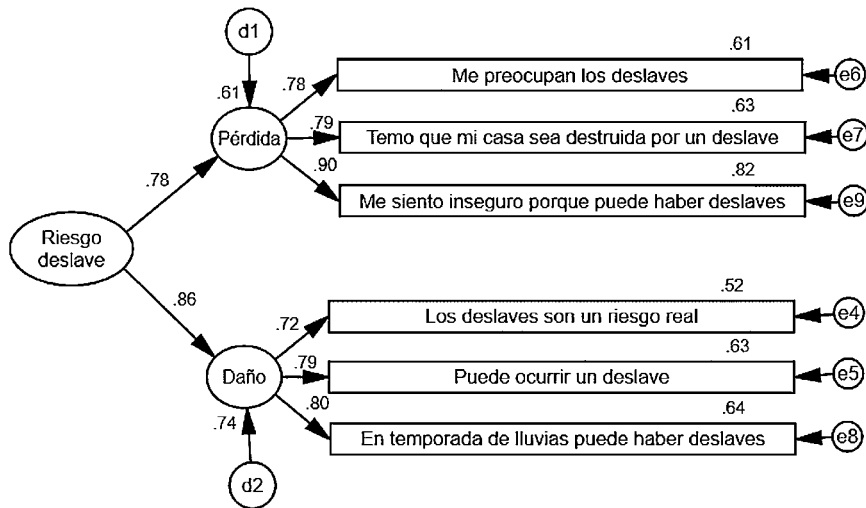 d1
.61
.78
Me preocupan los deslaves
e6
.61
.63
Pérdida
.79
Temo que mi casa sea destruida por un deslave
e7
.90
.82
.78
Me siento inseguro porque puede haber deslaves
e9
Riesgo
deslave
.86
.52
.72
Los deslaves son un riesgo real
e4
.63
Daño
.79
Puede ocurrir un deslave
e5
.80
.64
.74
En temporada de lluvias puede haber deslaves
e8
d2